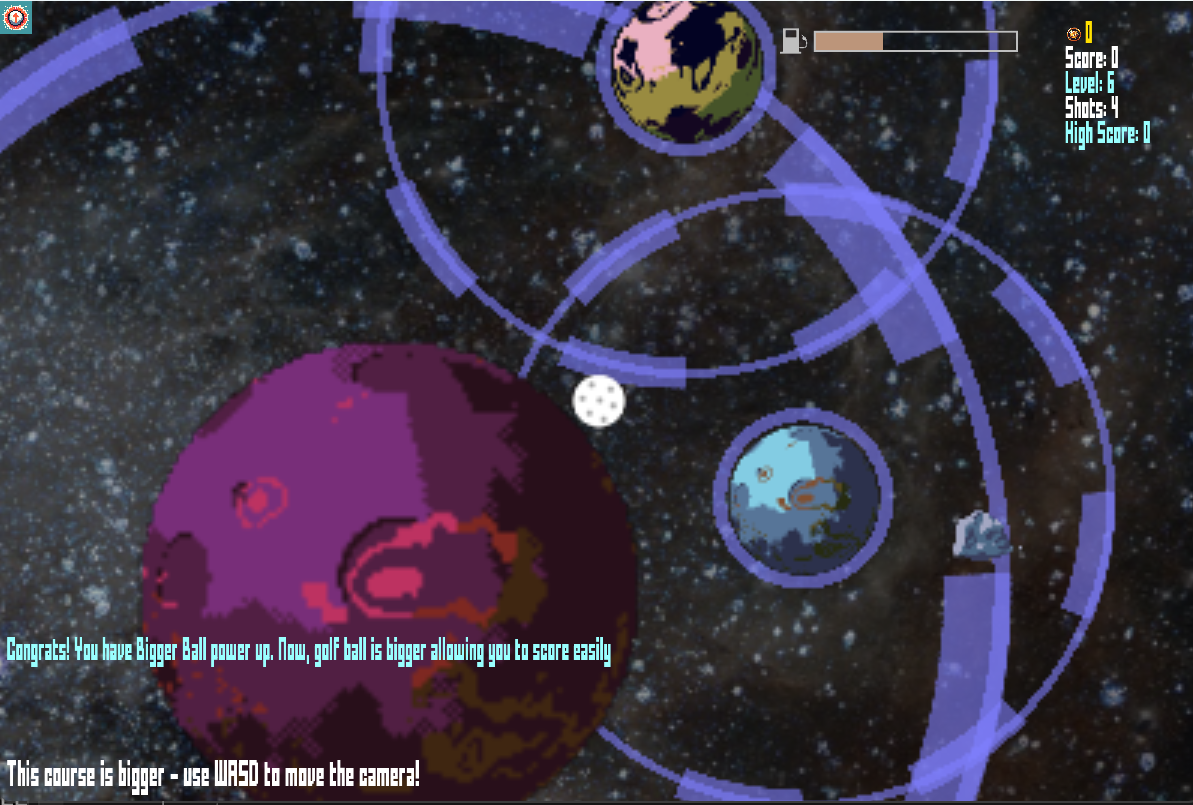 0
Score: 0
Level: 6
Shots: 4
High Score: 0
Congrats! You have Bigger Ball power up. Now, golf ball is bigger allowing you to score easily
This course is bigger - use WASD to move the camera!